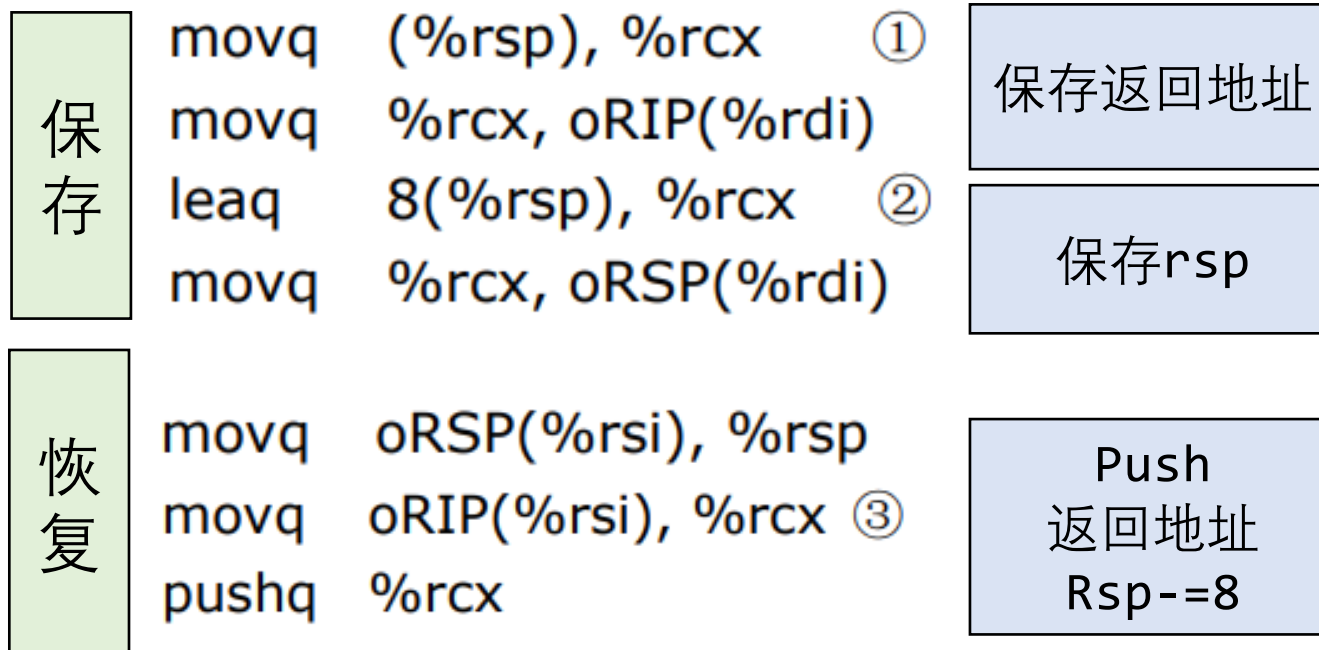 保存
movq (%rsp), %rcx ①
movq %rcx, oRIP(%rdi)
leaq 8(%rsp), %rcx ②
movq %rcx, oRSP(%rdi)
保存返回地址
保存rsp
恢复
movq oRSP(%rsi), %rsp
movq oRIP(%rsi), %rcx ③
pushq %rcx
Push
返回地址
Rsp-=8